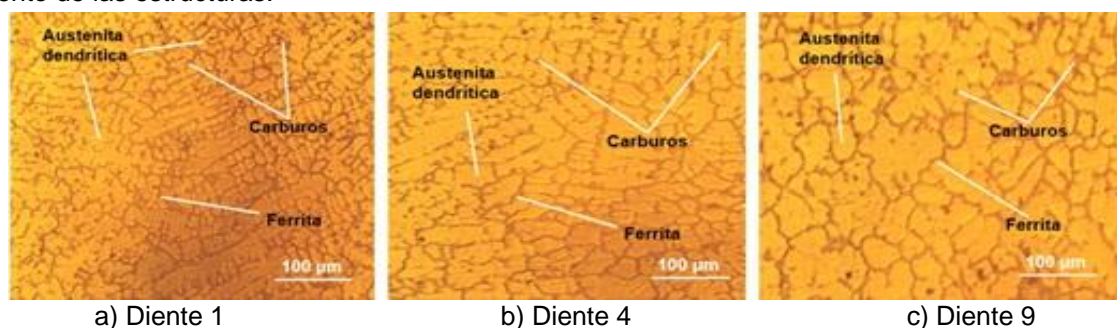 de las estructuras.
Austenita
dendrítica
Carburos
Ferrita
100 µm
Austenita
dendrítica
Carburos
Ferrita
100 µm
Austenita
dendrítica
Carburos
Ferrita
100 µm
a) Diente 1
b) Diente 4
c) Diente 9